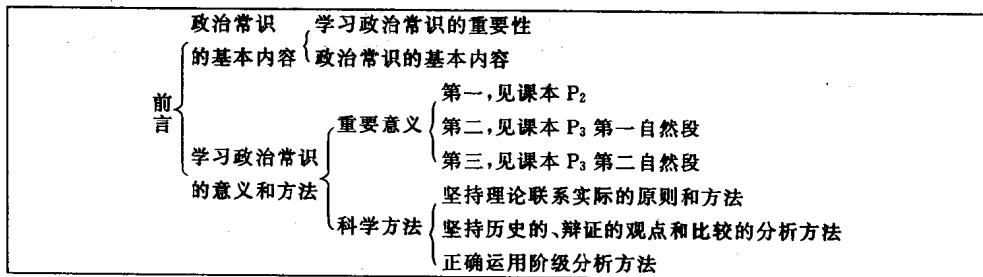 前言
政治常识
的基本内容
学习政治常识的重要性
政治常识的基本内容
学习政治常识
的意义和方法
重要意义
第一,见课本 P₂
第二,见课本 P₃ 第一自然段
第三,见课本 P₃ 第二自然段
科学方法
坚持理论联系实际的原则和方法
坚持历史的、辩证的观点和比较的分析方法
正确运用阶级分析方法